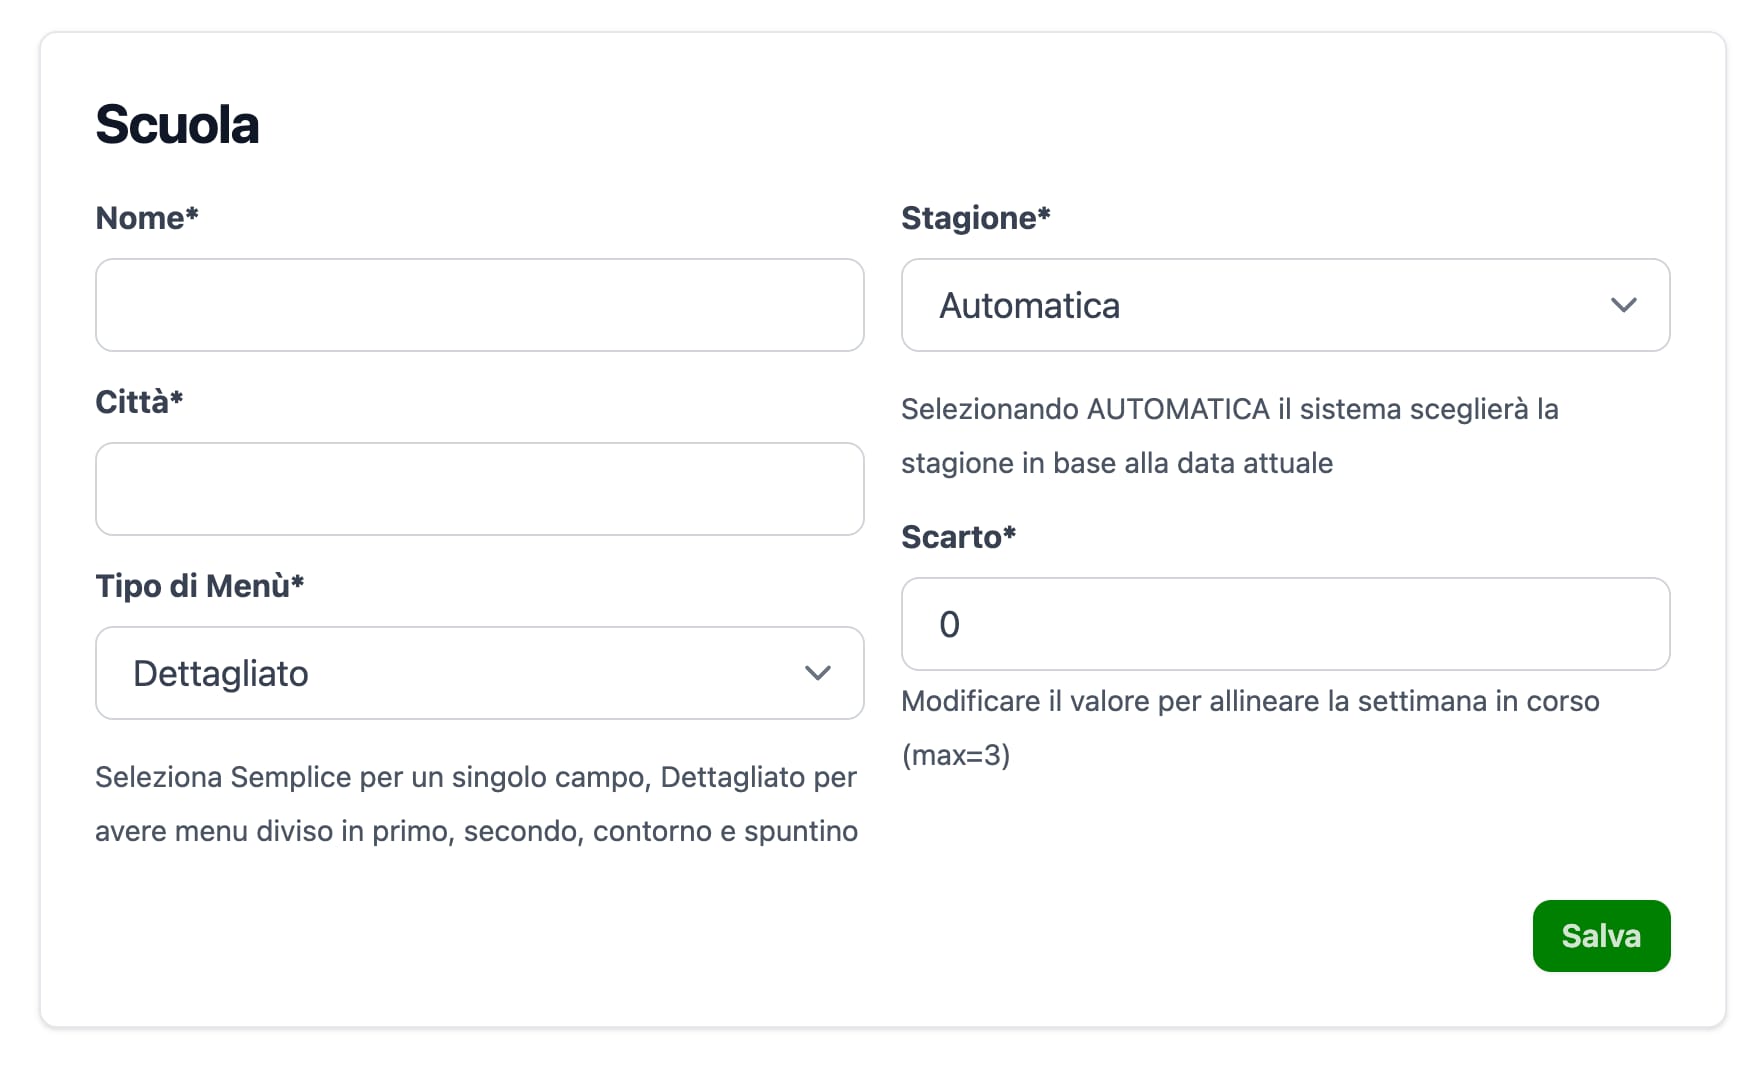 Scuola
Nome*
Città*
Tipo di Menù*
Dettagliato
Seleziona Semplice per un singolo campo, Dettagliato per
avere menu diviso in primo, secondo, contorno e spuntino
Stagione*
Automatica
Selezionando AUTOMATICA il sistema sceglierà la
stagione in base alla data attuale
Scarto*
0
Modificare il valore per allineare la settimana in corso
(max=3)
Salva